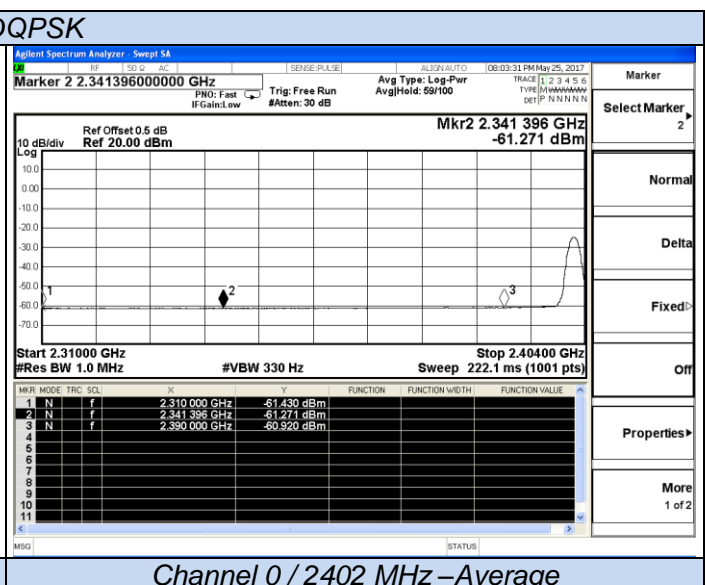 DQPSK
Agilent Spectrum Analyzer - Swept SA
RF 50 Ω AC SENSE:PULSE ALIGN AUTO 08:03:31 PM May 25, 2017
Marker 2 2.341396000000 GHz
PNO: Fast
IFGain:Low
Trig: Free Run
#Atten: 30 dB
Avg Type: Log-Pwr
Avg|Hold: 59/100
TRACE 1 2 3 4 5 6
TYPE
DET P N N N N N
Ref Offset 0.5 dB
Ref 20.00 dBm
10 dB/div
Log
Mkr2 2.341 396 GHz
-61.271 dBm
10.0
0.00
-10.0
-20.0
-30.0
-40.0
-50.0
-60.0
-70.0
1
2
3
Start 2.31000 GHz
Stop 2.40400 GHz
#Res BW 1.0 MHz
#VBW 330 Hz
Sweep 222.1 ms (1001 pts)
MKR MODE TRC SCL X Y FUNCTION FUNCTION WIDTH FUNCTION VALUE
1 N f 2.310 000 GHz -61.430 dBm
2 N f 2.341 396 GHz -61.271 dBm
3 N f 2.390 000 GHz -60.920 dBm
4
5
6
7
8
9
10
11
MSG
STATUS
Marker
Select Marker
2
Normal
Delta
Fixed
Off
Properties
More
1 of 2
Channel 0 / 2402 MHz –Average